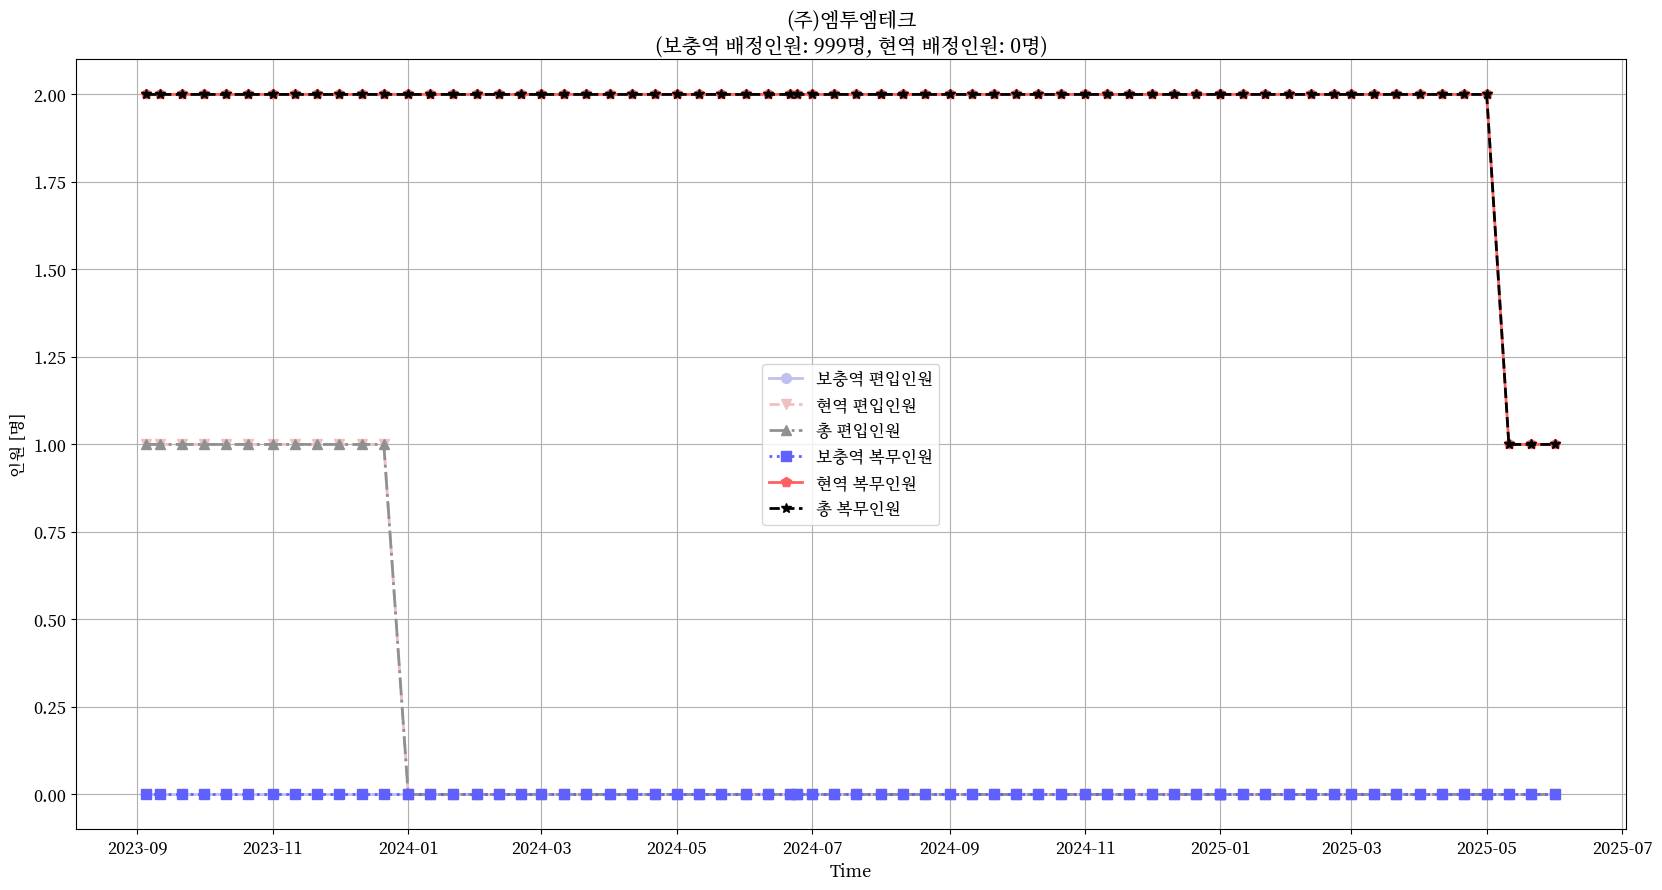 (주)엠투엠테크
(보충역 배정인원: 999명, 현역 배정인원: 0명)
2.00
1.75
1.50
1.25
1.00
0.75
0.50
0.25
0.00
인원 [명]
보충역 편입인원
현역 편입인원
총 편입인원
보충역 복무인원
현역 복무인원
총 복무인원
2023-09 2023-11 2024-01 2024-03 2024-05 2024-07 2024-09 2024-11 2025-01 2025-03 2025-05 2025-07
Time